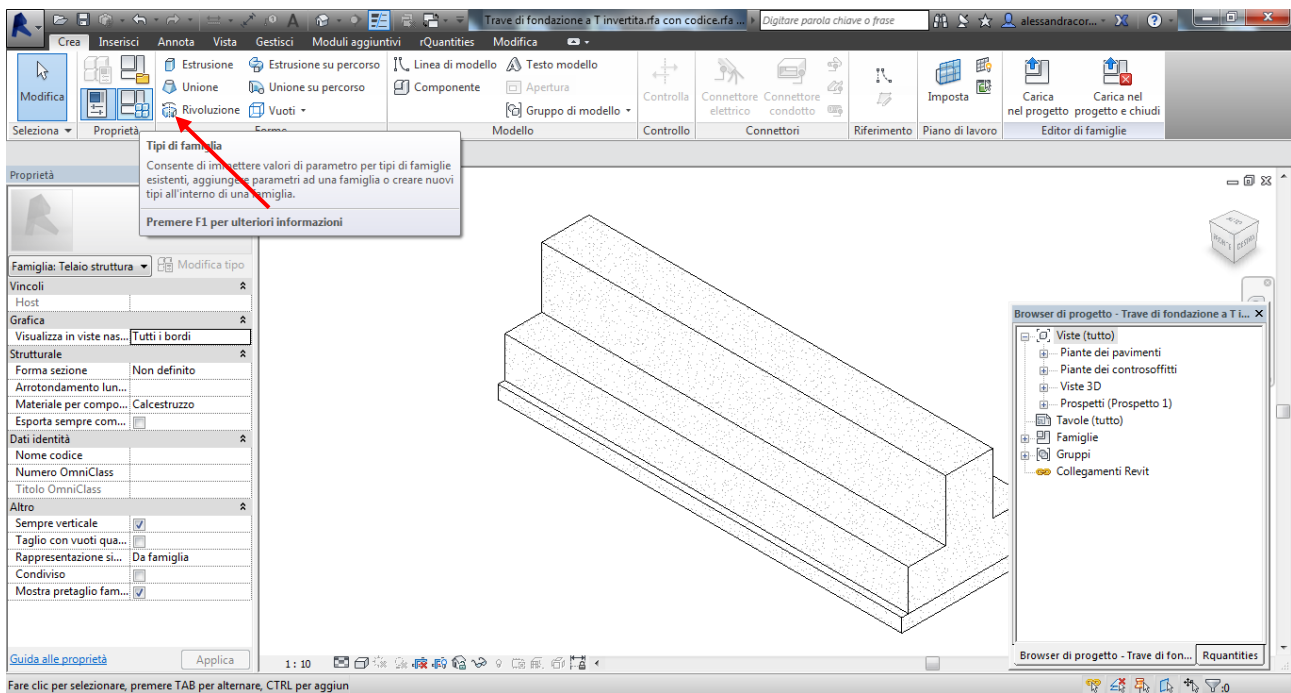 Trave di fondazione a T invertita.rfa con codice.rfa ...
Digitare parola chiave o frase
alessandracor...
Crea Inserisci Annota Vista Gestisci Moduli aggiuntivi rQuantities Modifica
Modifica
Estrusione
Unione
Rivoluzione
Estrusione su percorso
Unione su percorso
Vuoti
Linea di modello
Componente
Testo modello
Apertura
Gruppo di modello
Controlla
Connettore elettrico
Connettore condotto
Imposta
Carica nel progetto
Carica nel progetto e chiudi
Seleziona Proprietà Forme Modello Controllo Connettori Riferimento Piano di lavoro Editor di famiglie
Tipi di famiglia
Consente di immettere valori di parametro per tipi di famiglie
esistenti, aggiungere parametri ad una famiglia o creare nuovi
tipi all'interno di una famiglia.
Premere F1 per ulteriori informazioni
Proprietà
Famiglia: Telaio struttura Modifica tipo
Vincoli
Host
Grafica
Visualizza in viste nas... Tutti i bordi
Strutturale
Forma sezione Non definito
Arrotondamento lun...
Materiale per compo... Calcestruzzo
Esporta sempre com...
Dati identità
Nome codice
Numero OmniClass
Titolo OmniClass
Altro
Sempre verticale
Taglio con vuoti qua...
Rappresentazione si... Da famiglia
Condiviso
Mostra pretaglio fam...
Guida alle proprietà Applica
Browser di progetto - Trave di fondazione a T i...
Viste (tutto)
Piante dei pavimenti
Piante dei controsoffitti
Viste 3D
Prospetti (Prospetto 1)
Tavole (tutto)
Famiglie
Gruppi
Collegamenti Revit
Browser di progetto - Trave di fon... Rquantities
1 : 10
Fare clic per selezionare, premere TAB per alternare, CTRL per aggiun
:0